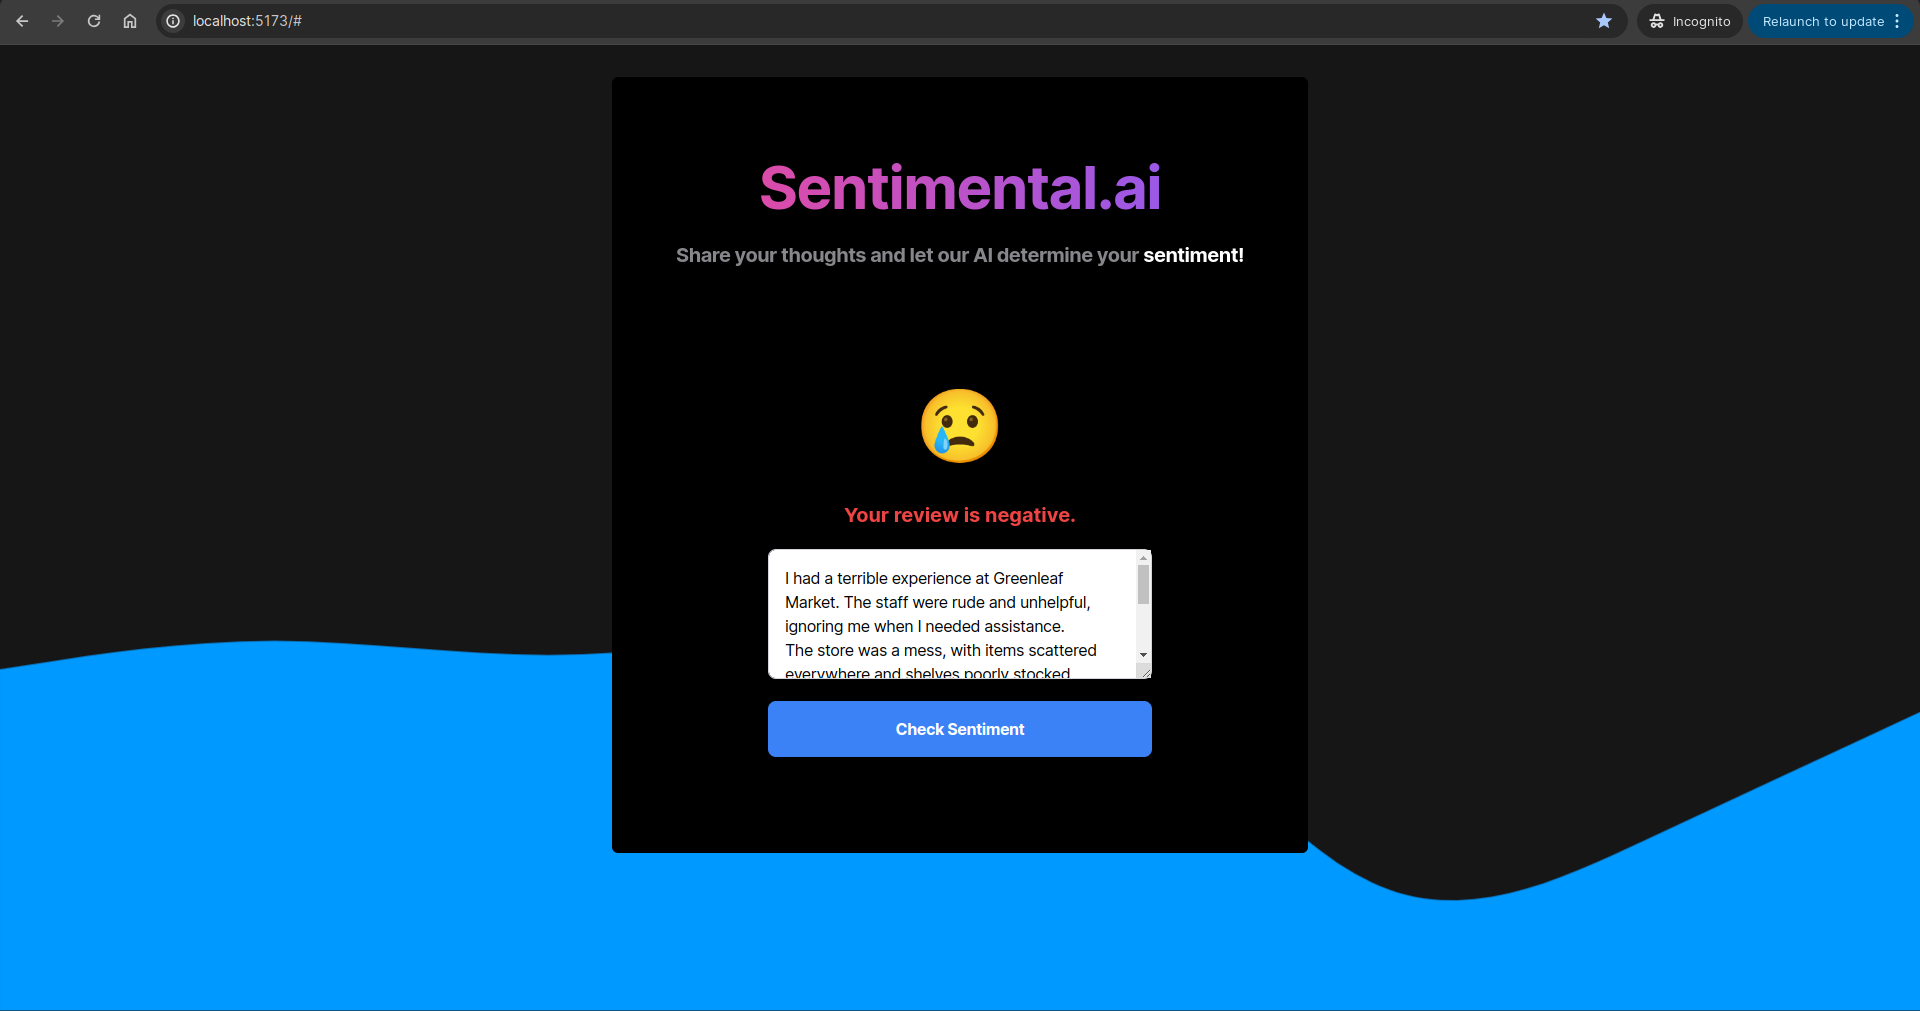 localhost:5173/#
Incognito
Relaunch to update
Sentimental.ai
Share your thoughts and let our AI determine your sentiment!
Your review is negative.
I had a terrible experience at Greenleaf
Market. The staff were rude and unhelpful,
ignoring me when I needed assistance.
The store was a mess, with items scattered
everywhere and shelves poorly stocked
Check Sentiment